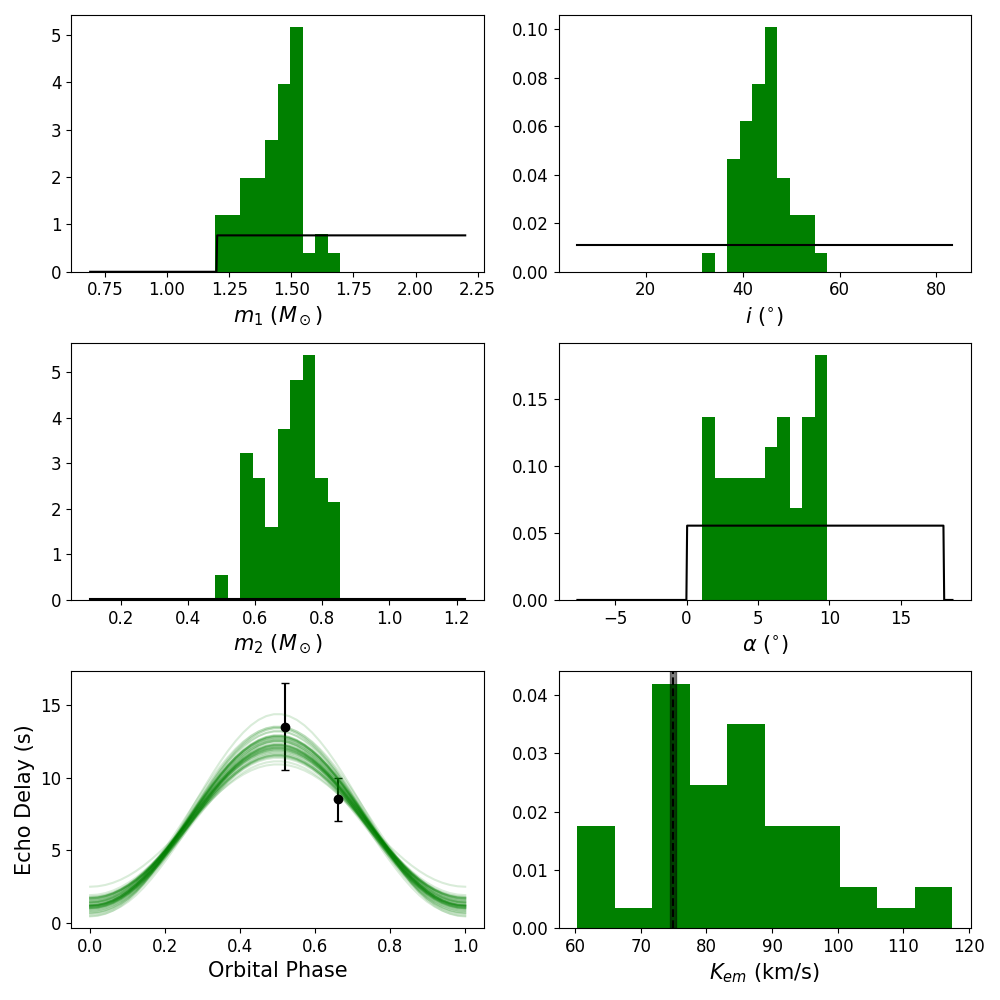 5
4
3
2
1
0
0.75 1.00 1.25 1.50 1.75 2.00 2.25
m₁ (M⊙)
0.10
0.08
0.06
0.04
0.02
0.00
20 40 60 80
i (°)
5
4
3
2
1
0
0.2 0.4 0.6 0.8 1.0 1.2
m₂ (M⊙)
0.15
0.10
0.05
0.00
−5 0 5 10 15
α (°)
Echo Delay (s)
15
10
5
0
0.0 0.2 0.4 0.6 0.8 1.0
Orbital Phase
0.04
0.03
0.02
0.01
0.00
60 70 80 90 100 110 120
Kₑₘ (km/s)